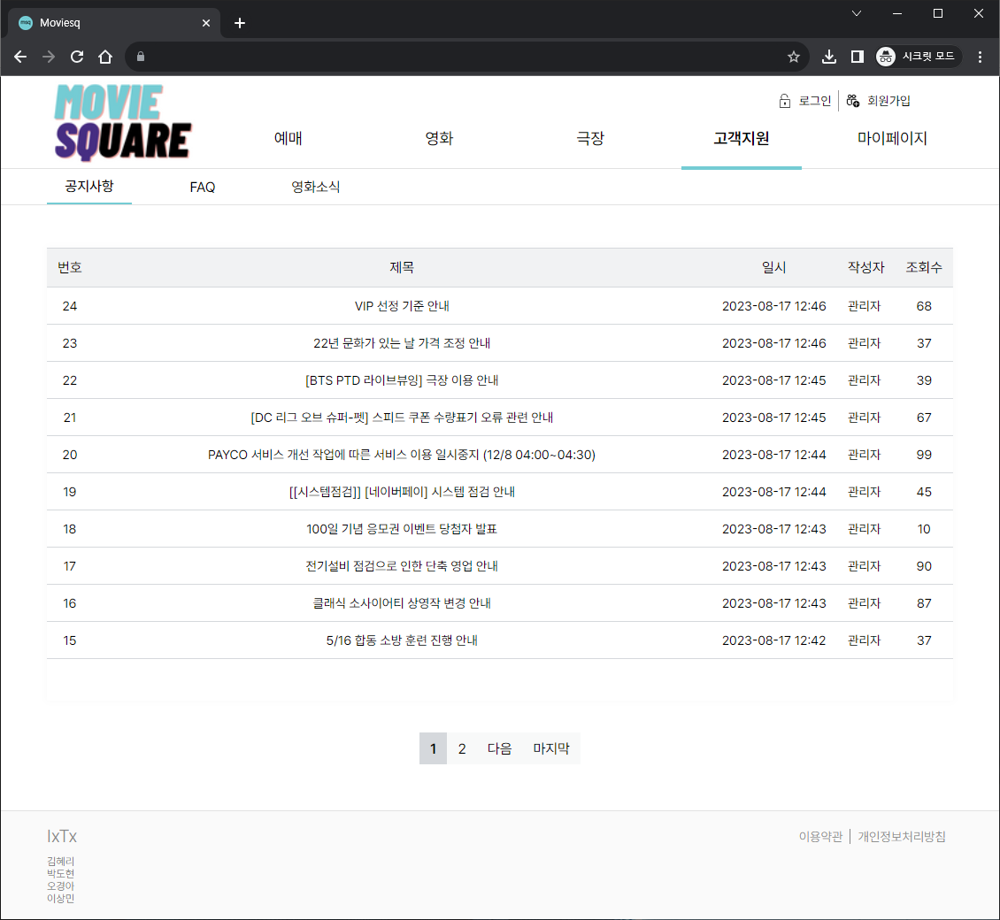 msq Moviesq
시크릿 모드
MOVIE
SQUARE
로그인 회원가입
예매 영화 극장 고객지원 마이페이지
공지사항 FAQ 영화소식
번호 제목 일시 작성자 조회수
24 VIP 선정 기준 안내 2023-08-17 12:46 관리자 68
23 22년 문화가 있는 날 가격 조정 안내 2023-08-17 12:46 관리자 37
22 [BTS PTD 라이브뷰잉] 극장 이용 안내 2023-08-17 12:45 관리자 39
21 [DC 리그 오브 슈퍼-펫] 스피드 쿠폰 수량표기 오류 관련 안내 2023-08-17 12:45 관리자 67
20 PAYCO 서비스 개선 작업에 따른 서비스 이용 일시중지 (12/8 04:00~04:30) 2023-08-17 12:44 관리자 99
19 [[시스템점검]] [네이버페이] 시스템 점검 안내 2023-08-17 12:44 관리자 45
18 100일 기념 응모권 이벤트 당첨자 발표 2023-08-17 12:43 관리자 10
17 전기설비 점검으로 인한 단축 영업 안내 2023-08-17 12:43 관리자 90
16 클래식 소사이어티 상영작 변경 안내 2023-08-17 12:43 관리자 87
15 5/16 합동 소방 훈련 진행 안내 2023-08-17 12:42 관리자 37
1 2 다음 마지막
IxTx 이용약관 개인정보처리방침
김혜리
박도현
오경아
이상민